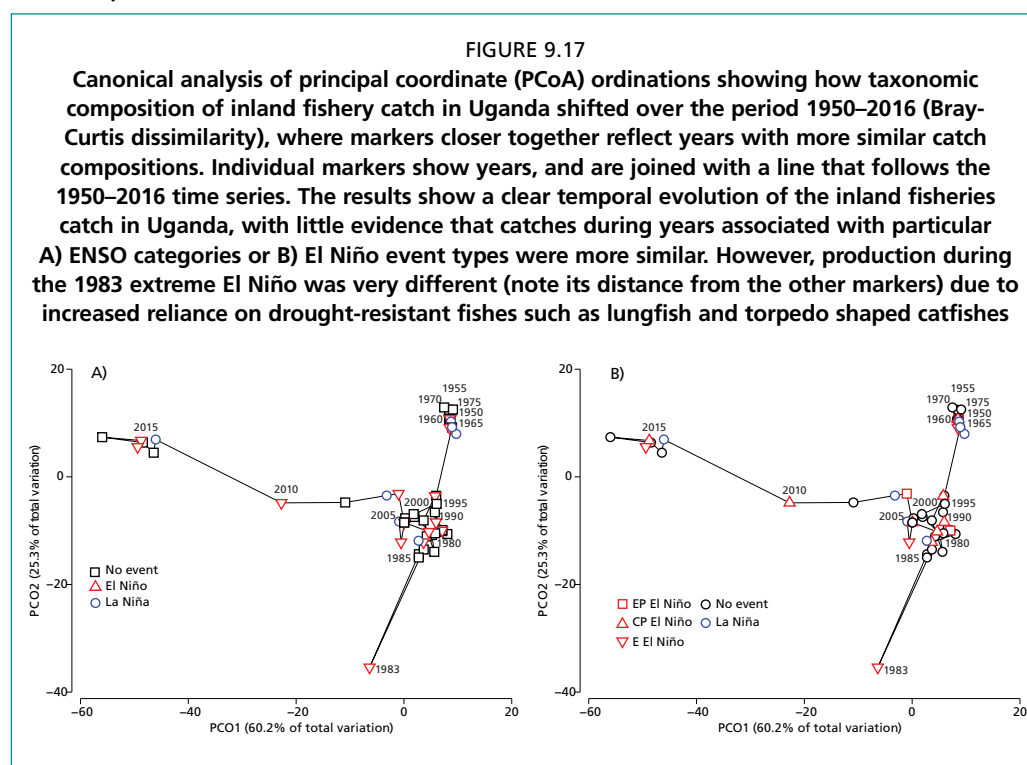 FIGURE 9.17
Canonical analysis of principal coordinate (PCoA) ordinations showing how taxonomic
composition of inland fishery catch in Uganda shifted over the period 1950–2016 (Bray-
Curtis dissimilarity), where markers closer together reflect years with more similar catch
compositions. Individual markers show years, and are joined with a line that follows the
1950–2016 time series. The results show a clear temporal evolution of the inland fisheries
catch in Uganda, with little evidence that catches during years associated with particular
A) ENSO categories or B) El Niño event types were more similar. However, production during
the 1983 extreme El Niño was very different (note its distance from the other markers) due to
increased reliance on drought-resistant fishes such as lungfish and torpedo shaped catfishes
A)
20
0
−20
−40
PCO2 (25.3% of total variation)
1955
1970
1975
1950
1960
1965
2015
2010
2000
1995
2005
1990
1980
1985
1983
No event
El Niño
La Niña
−60
−40
−20
0
20
PCO1 (60.2% of total variation)
B)
20
0
−20
−40
PCO2 (25.3% of total variation)
1955
1970
1975
1950
1960
1965
2015
2010
2000
1995
2005
1990
1980
1985
1983
EP El Niño
No event
CP El Niño
La Niña
E El Niño
−60
−40
−20
0
20
PCO1 (60.2% of total variation)